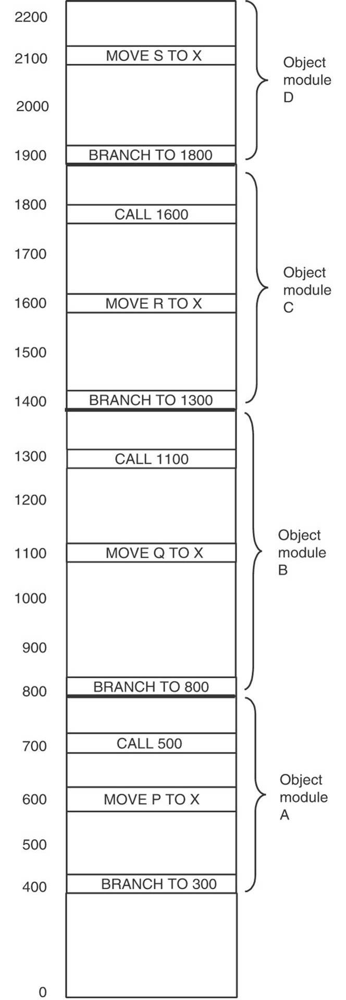 2200
2100 MOVE S TO X
Object
module
D
2000
1900 BRANCH TO 1800
1800
CALL 1600
1700
Object
module
C
1600 MOVE R TO X
1500
1400 BRANCH TO 1300
1300 CALL 1100
1200
Object
module
B
1100 MOVE Q TO X
1000
900
800 BRANCH TO 800
700 CALL 500
Object
module
A
600 MOVE P TO X
500
400 BRANCH TO 300
0